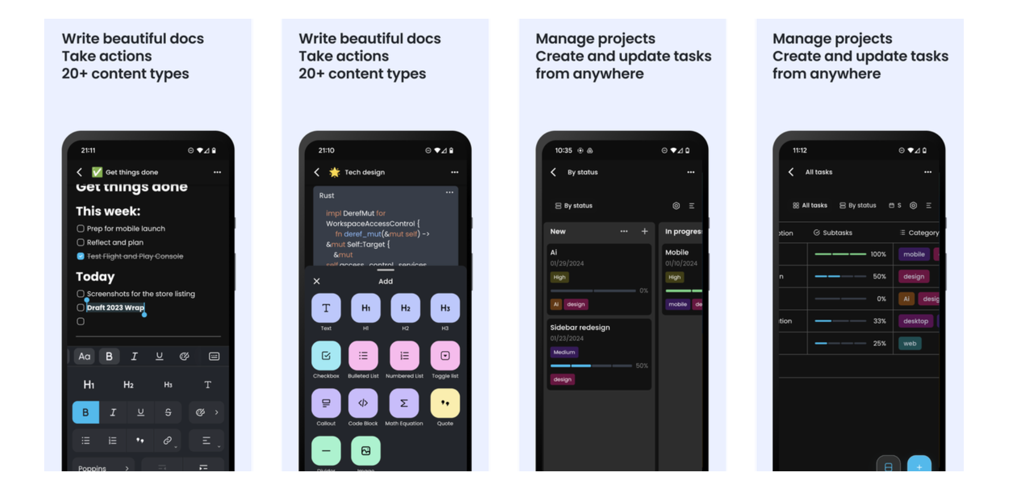 Write beautiful docs
Take actions
20+ content types
21:11
Get things done
Get things done
This week:
Prep for mobile launch
Reflect and plan
Test Flight and Play Console
Today
Screenshots for the store listing
Draft 2023 Wrap
Aa B I U
H1 H2 H3 T
B I U S
Poppins
Write beautiful docs
Take actions
20+ content types
21:10
Tech design
Rust
impl DerefMut for
WorkspaceAccessControl {
fn deref_mut(&mut self) ->
&mut Self::Target {
&mut
self.access_control_services
Add
T H1 H2 H3
Text H1 H2 H3
Checkbox Bulleted List Numbered List Toggle list
Callout Code Block Math Equation Quote
Divider
Manage projects
Create and update tasks
from anywhere
10:35
By status
By status
New
In progres
Ai
01/29/2024
High
0%
Ai design
Sidebar redesign
01/23/2024
Medium
50%
design
Mobile
01/10/2024
High
mobile de
Manage projects
Create and update tasks
from anywhere
11:12
All tasks
All tasks By status S
ption Subtasks Category
100% mobile
n 50% design
0% Ai desig
ption 33% desktop
25% web